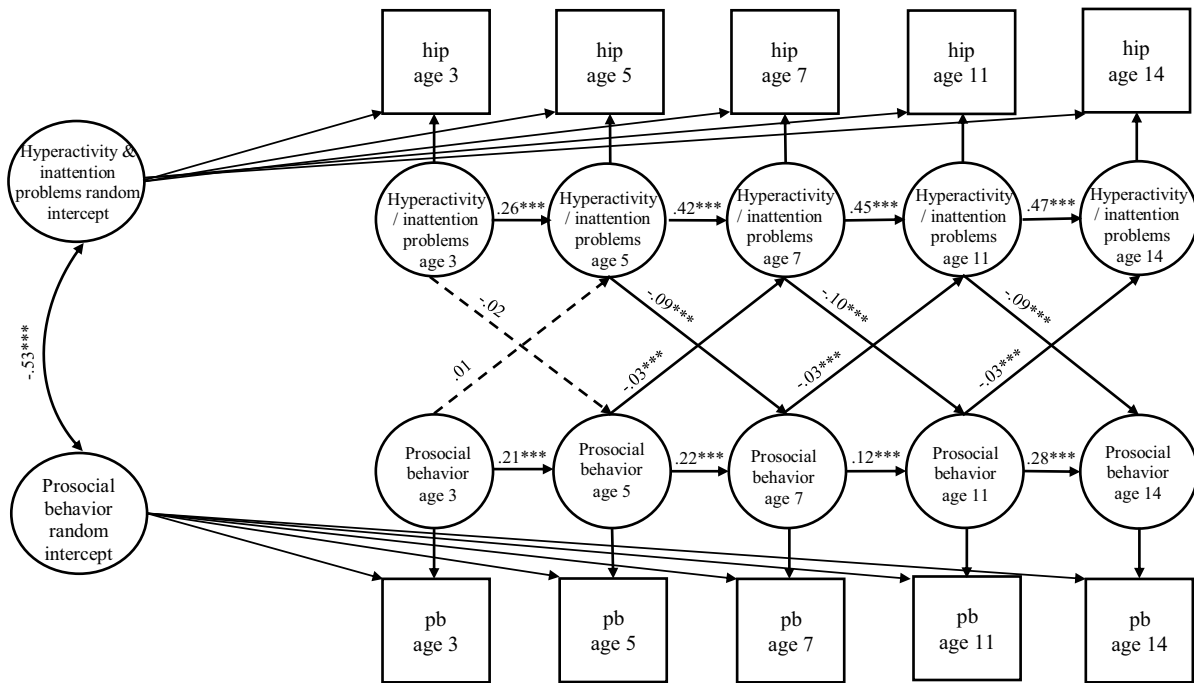 hip
age 3
hip
age 5
hip
age 7
hip
age 11
hip
age 14
Hyperactivity &
inattention
problems random
intercept
Hyperactivity
/ inattention
problems
age 3
.26***
Hyperactivity
/ inattention
problems
age 5
.42***
Hyperactivity
/ inattention
problems
age 7
.45***
Hyperactivity
/ inattention
problems
age 11
.47***
Hyperactivity
/ inattention
problems
age 14
-.53***
-.02
.01
-.09***
-.03***
-.10***
-.03***
-.09***
-.03***
Prosocial
behavior
random
intercept
Prosocial
behavior
age 3
.21***
Prosocial
behavior
age 5
.22***
Prosocial
behavior
age 7
.12***
Prosocial
behavior
age 11
.28***
Prosocial
behavior
age 14
pb
age 3
pb
age 5
pb
age 7
pb
age 11
pb
age 14